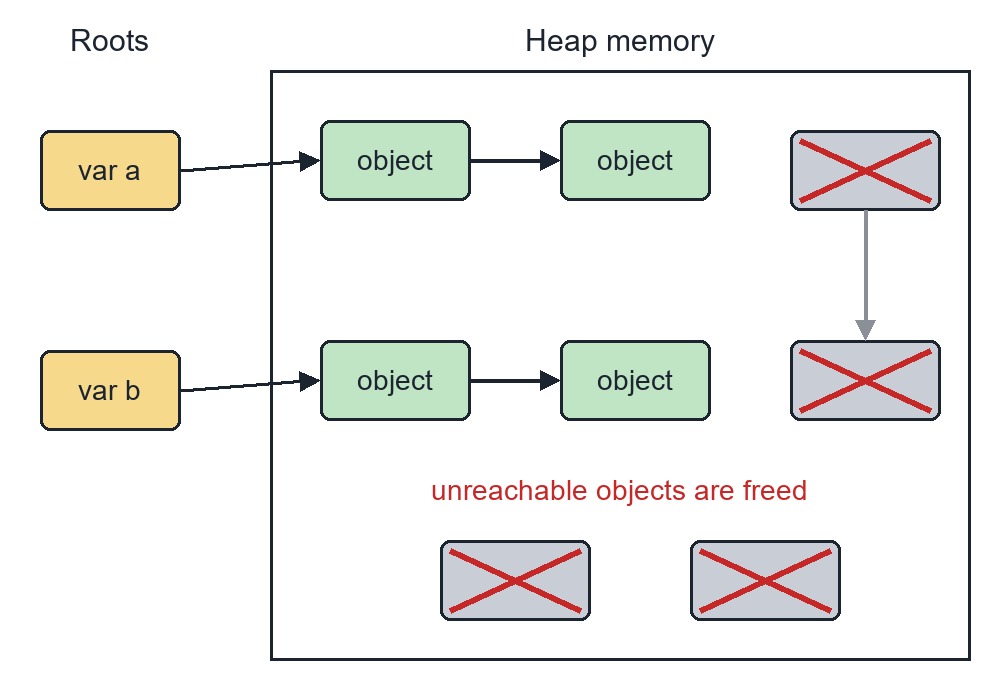 Roots
Heap memory
var a
object
object
var b
object
object
unreachable objects are freed